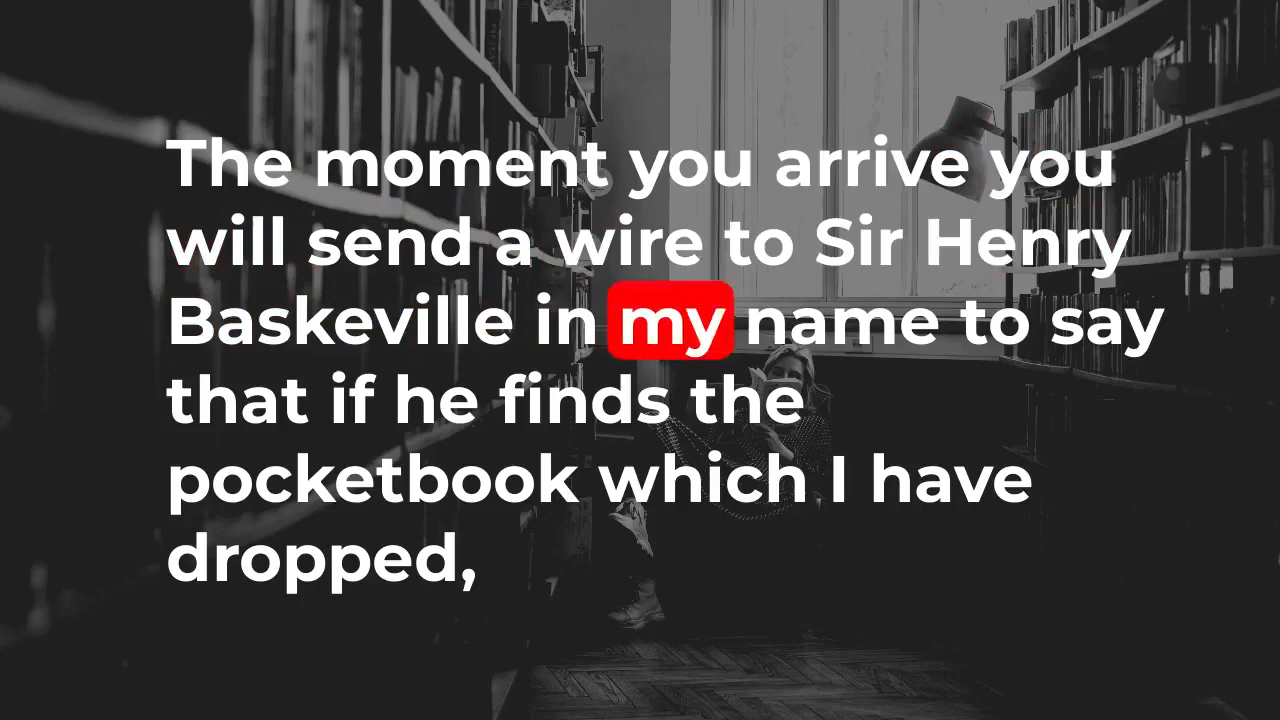 The moment you arrive you
will send a wire to Sir Henry
Baskeville in my name to say
that if he finds the
pocketbook which I have
dropped,